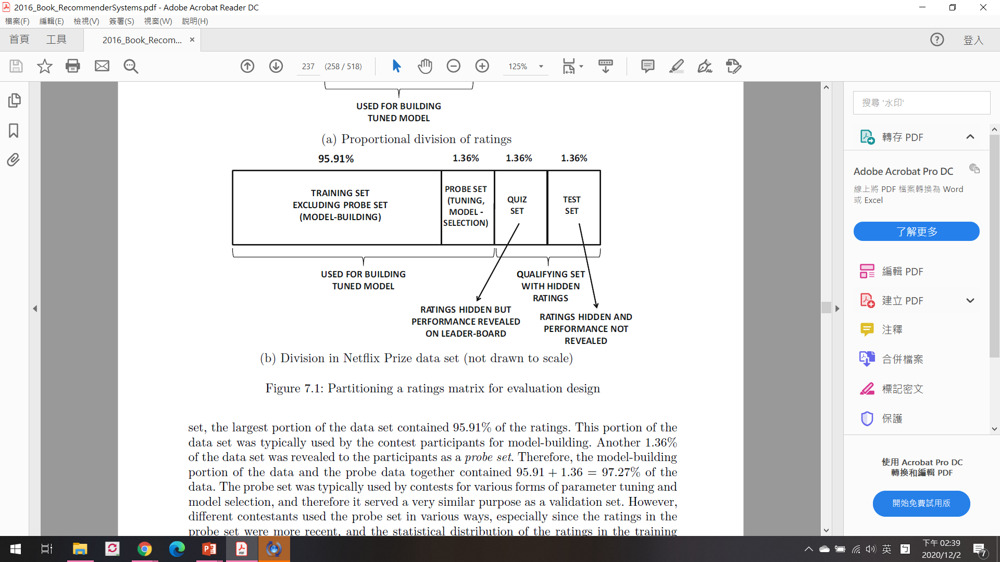 2016_Book_RecommenderSystems.pdf - Adobe Acrobat Reader DC
檔案(F) 編輯(E) 檢視(V) 簽署(S) 視窗(W) 說明(H)
首頁 工具 2016_Book_Recom... × ? 登入
237 (258 / 518) 125%
USED FOR BUILDING
TUNED MODEL
(a) Proportional division of ratings
95.91% 1.36% 1.36% 1.36%
TRAINING SET
EXCLUDING PROBE SET
(MODEL-BUILDING)
PROBE SET
(TUNING,
MODEL -
SELECTION)
QUIZ
SET
TEST
SET
USED FOR BUILDING
TUNED MODEL
QUALIFYING SET
WITH HIDDEN
RATINGS
RATINGS HIDDEN BUT
PERFORMANCE REVEALED
ON LEADER-BOARD
RATINGS HIDDEN AND
PERFORMANCE NOT
REVEALED
(b) Division in Netflix Prize data set (not drawn to scale)
Figure 7.1: Partitioning a ratings matrix for evaluation design
set, the largest portion of the data set contained 95.91% of the ratings. This portion of the
data set was typically used by the contest participants for model-building. Another 1.36%
of the data set was revealed to the participants as a probe set. Therefore, the model-building
portion of the data and the probe data together contained 95.91 + 1.36 = 97.27% of the
data. The probe set was typically used by contests for various forms of parameter tuning and
model selection, and therefore it served a very similar purpose as a validation set. However,
different contestants used the probe set in various ways, especially since the ratings in the
probe set were more recent, and the statistical distribution of the ratings in the training
搜尋 '水印'
轉存 PDF
Adobe Acrobat Pro DC
線上將 PDF 檔案轉換為 Word
或 Excel
了解更多
編輯 PDF
建立 PDF
注釋
合併檔案
標記密文
保護
使用 Acrobat Pro DC
轉換和編輯 PDF
開始免費試用版
英 ㄅ
下午 02:39
2020/12/2
7